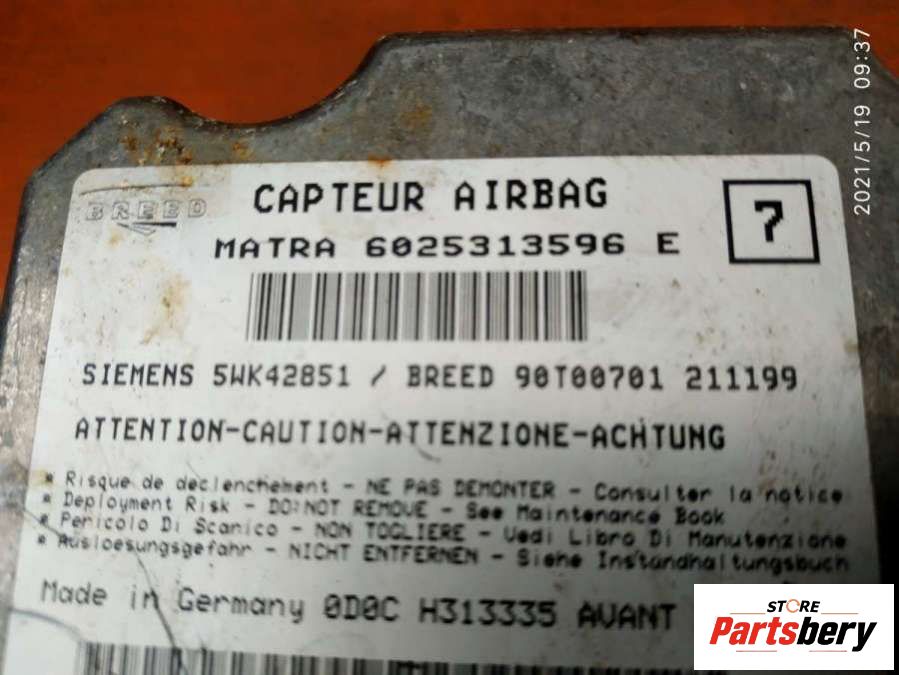 2021/5/19 09:37
BREED
CAPTEUR AIRBAG
7
MATRA 6025313596 E
SIEMENS 5WK42851 / BREED 90T00701 211199
ATTENTION-CAUTION-ATTENZIONE-ACHTUNG
* Risque de declenchement - NE PAS DEMONTER - Consulter la notice
* Deployment Risk - DO NOT REMOVE - See Maintenance Book
* Pericolo Di Scanico - NON TOGLIERE - Vedi Libro Di Manutenzione
* Ausloesungsgefahr - NICHT ENTFERNEN - Siehe Instandhaltungsbuch
Made in Germany 0D0C H313335 AVANT
STORE
Partsbery